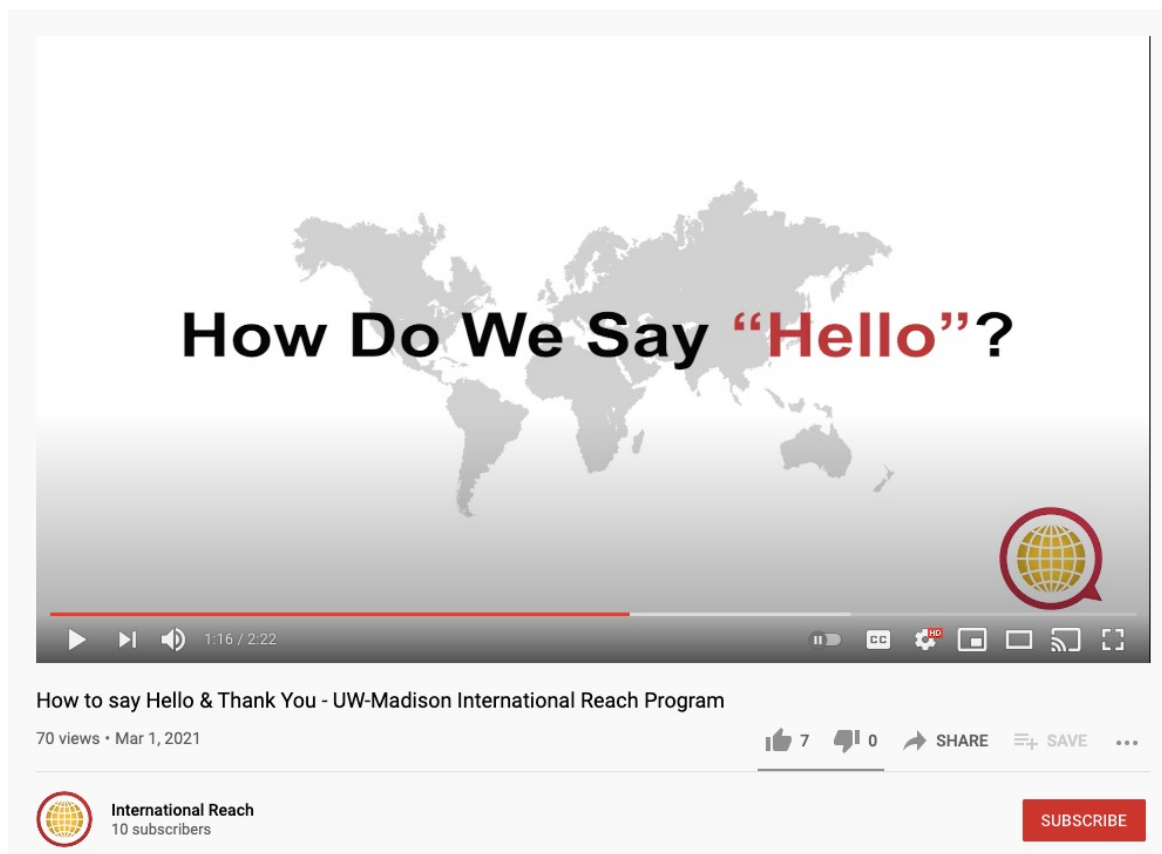 How Do We Say “Hello”?
1:16 / 2:22
CC
HD
How to say Hello & Thank You - UW-Madison International Reach Program
70 views • Mar 1, 2021
7
0
SHARE
SAVE
International Reach
10 subscribers
SUBSCRIBE